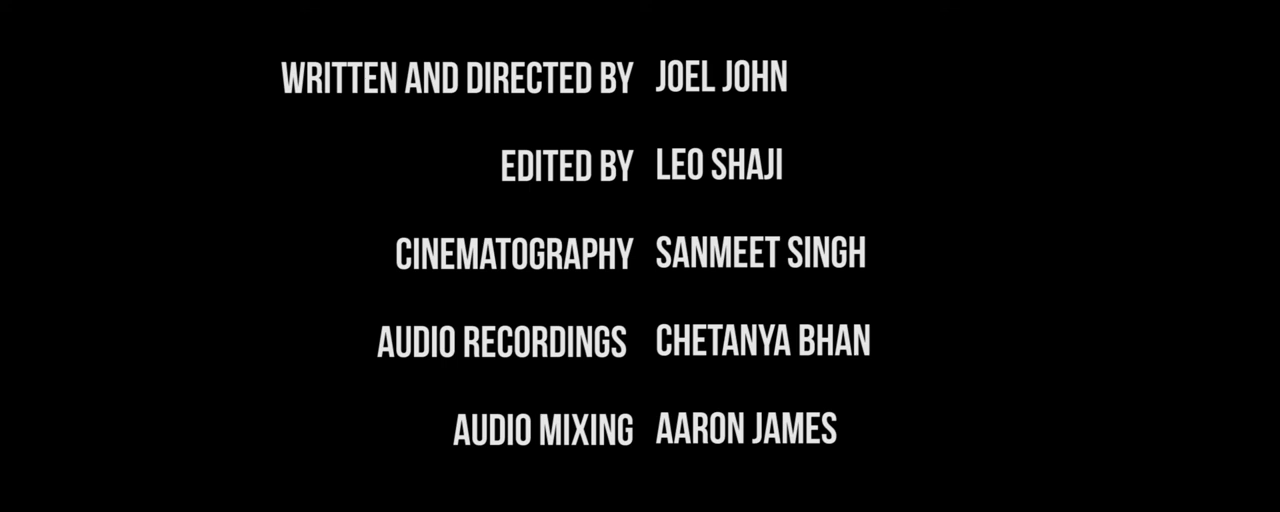 WRITTEN AND DIRECTED BY JOEL JOHN
EDITED BY LEO SHAJI
CINEMATOGRAPHY SANMEET SINGH
AUDIO RECORDINGS CHETANYA BHAN
AUDIO MIXING AARON JAMES